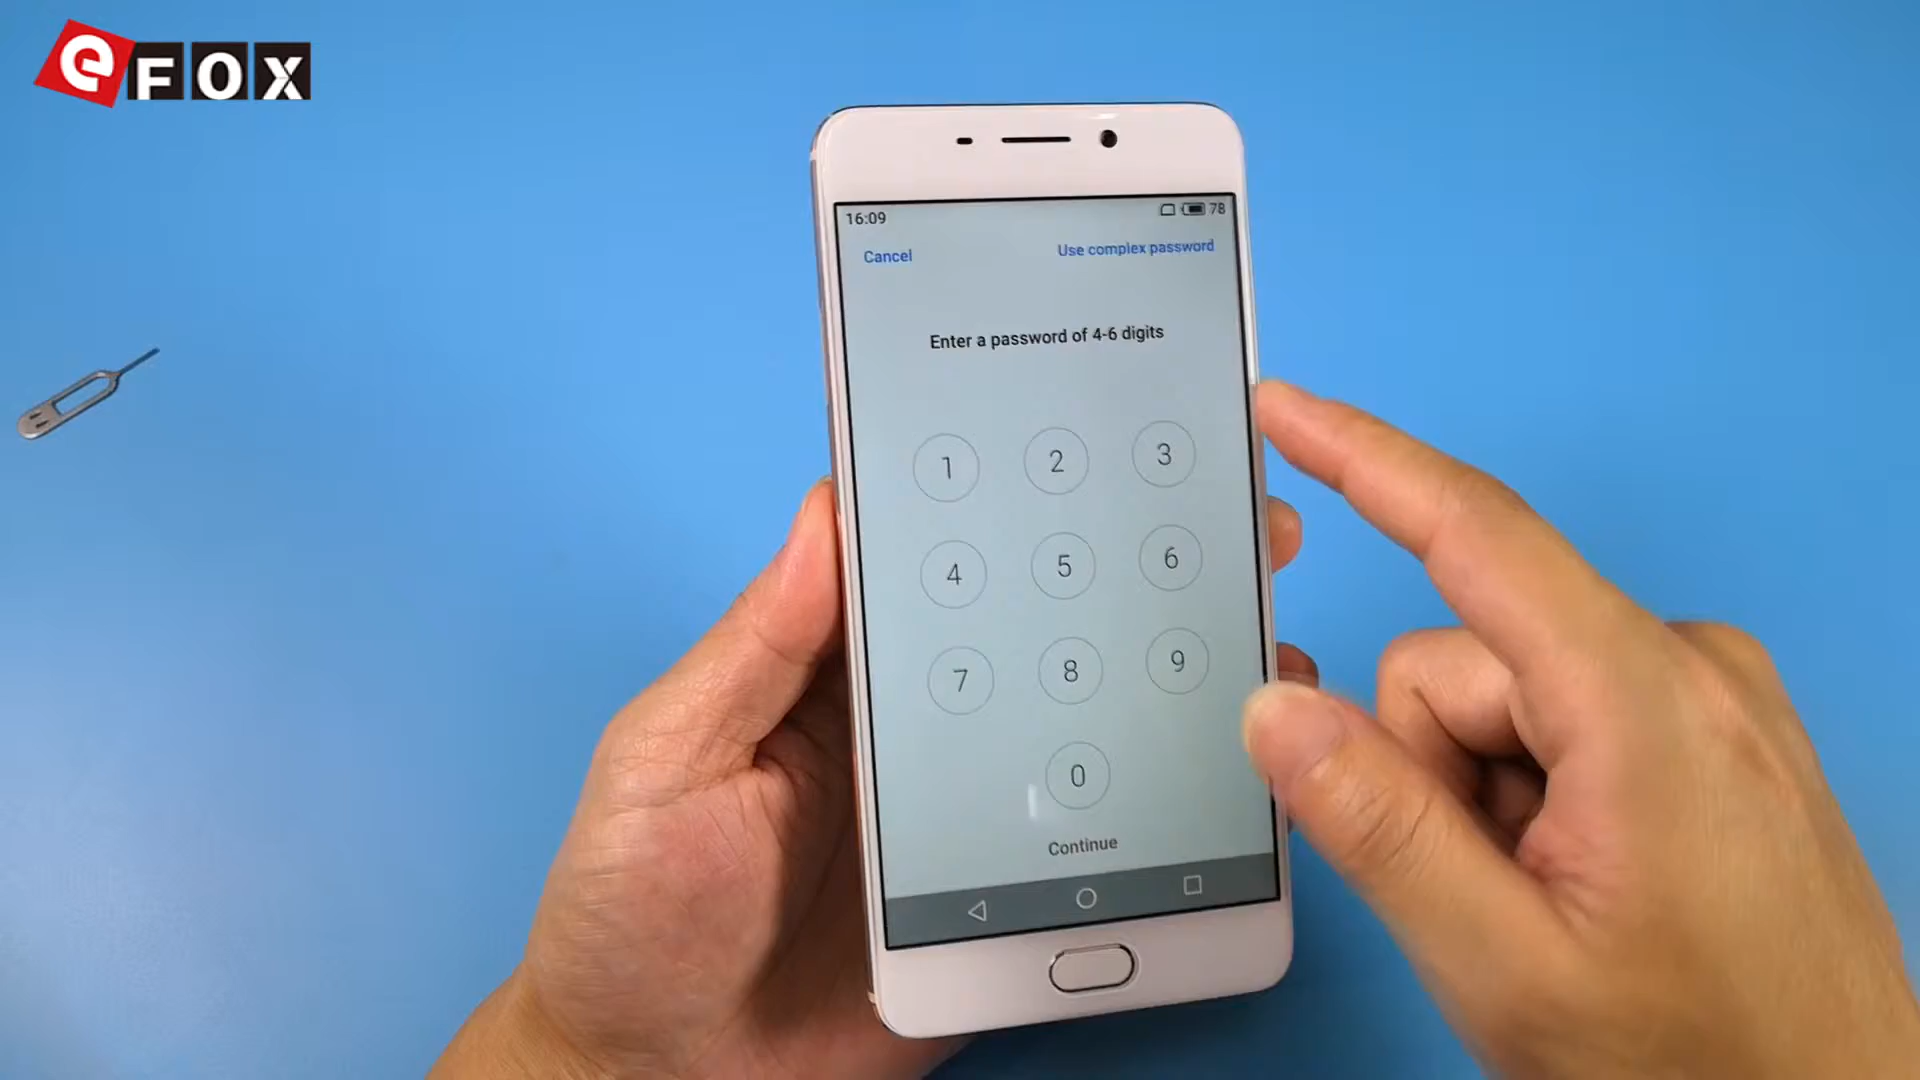 eFOX
16:09
78
Cancel
Use complex password
Enter a password of 4-6 digits
1 2 3
4 5 6
7 8 9
0
Continue